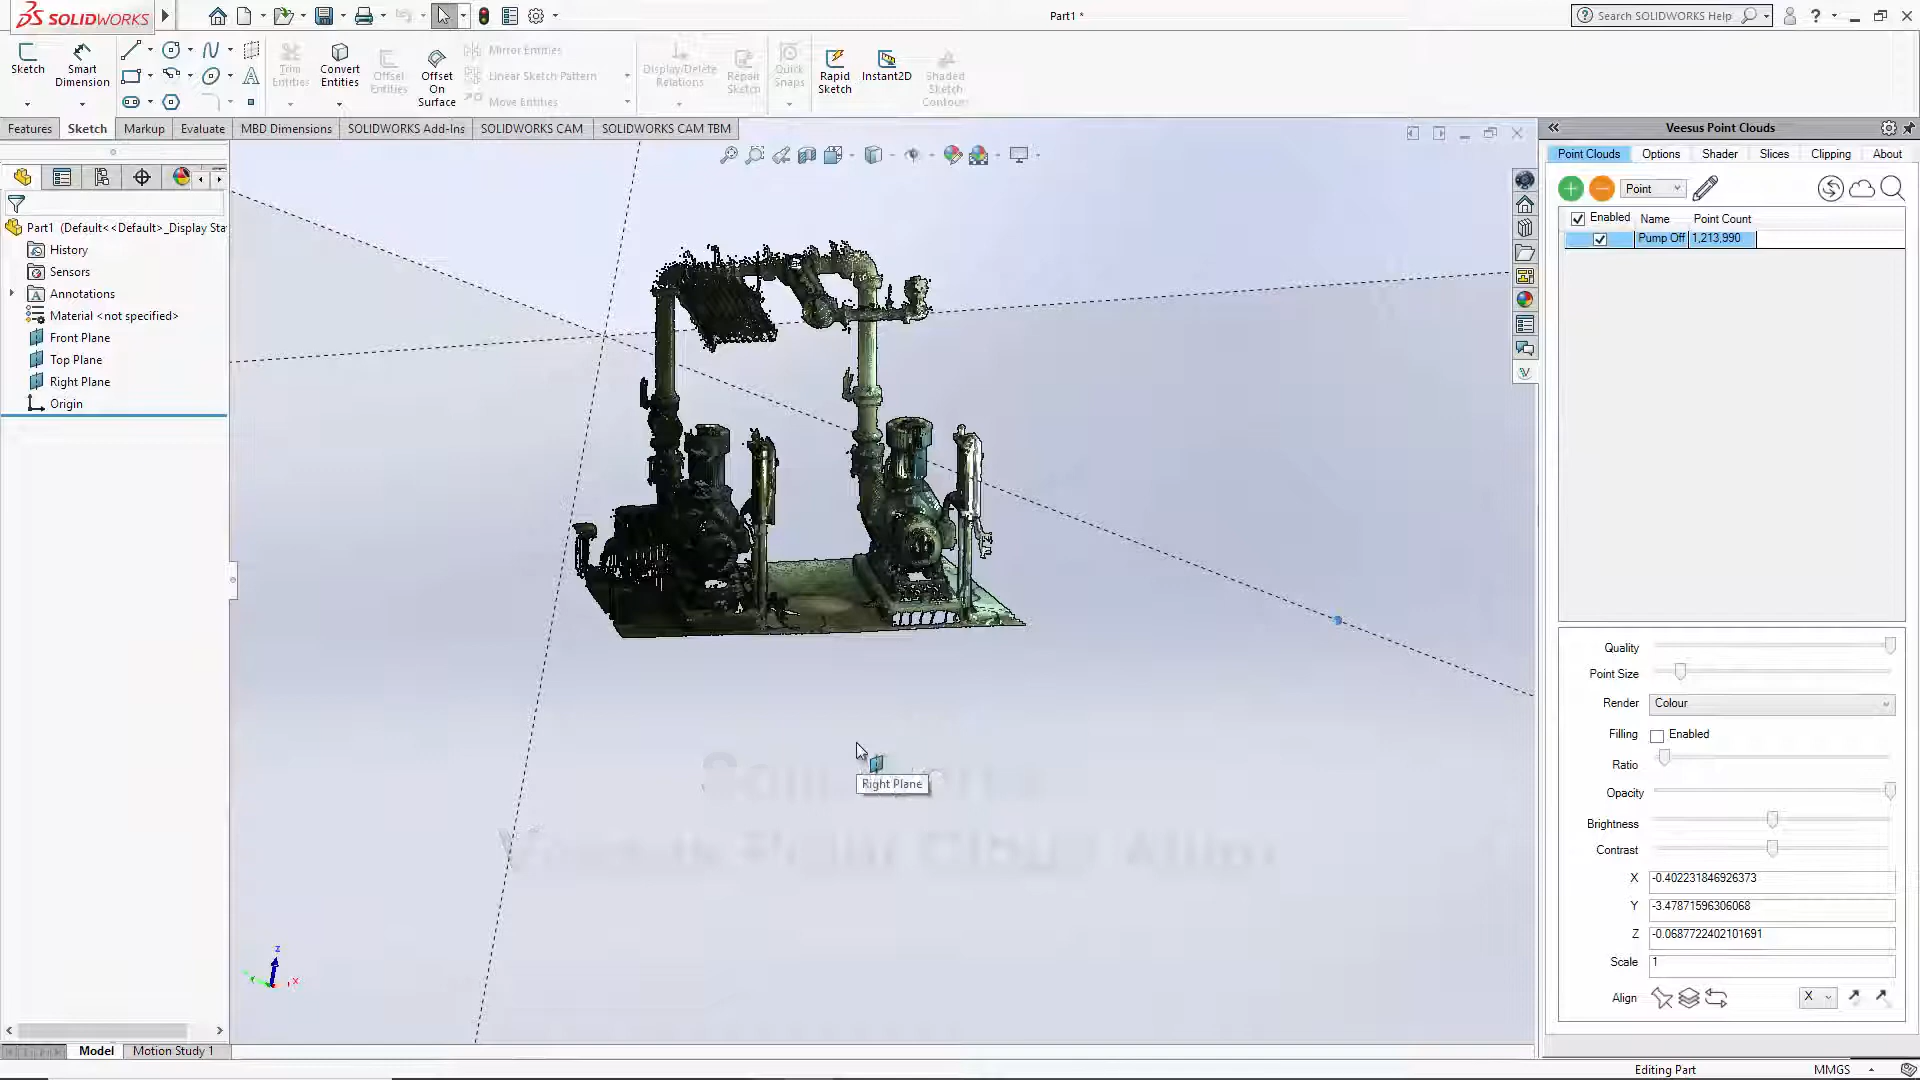 SOLIDWORKS
Part1 *
Search SOLIDWORKS Help
Sketch
Smart Dimension
Trim Entities
Convert Entities
Offset Entities
Offset On Surface
Mirror Entities
Linear Sketch Pattern
Move Entities
Display/Delete Relations
Repair Sketch
Quick Snaps
Rapid Sketch
Instant2D
Shaded Sketch Contours
Features
Sketch
Markup
Evaluate
MBD Dimensions
SOLIDWORKS Add-Ins
SOLIDWORKS CAM
SOLIDWORKS CAM TBM
Part1 (Default<<Default>_Display Sta
History
Sensors
Annotations
Material <not specified>
Front Plane
Top Plane
Right Plane
Origin
Right Plane
z
x
Veesus Point Clouds
Point Clouds
Options
Shader
Slices
Clipping
About
Point
Enabled Name Point Count
Pump Off 1,213,990
Quality
Point Size
Render Colour
Filling Enabled
Ratio
Opacity
Brightness
Contrast
X -0.402231846926373
Y -3.47871596306068
Z -0.0687722402101691
Scale 1
Align X
Model
Motion Study 1
Editing Part
MMGS